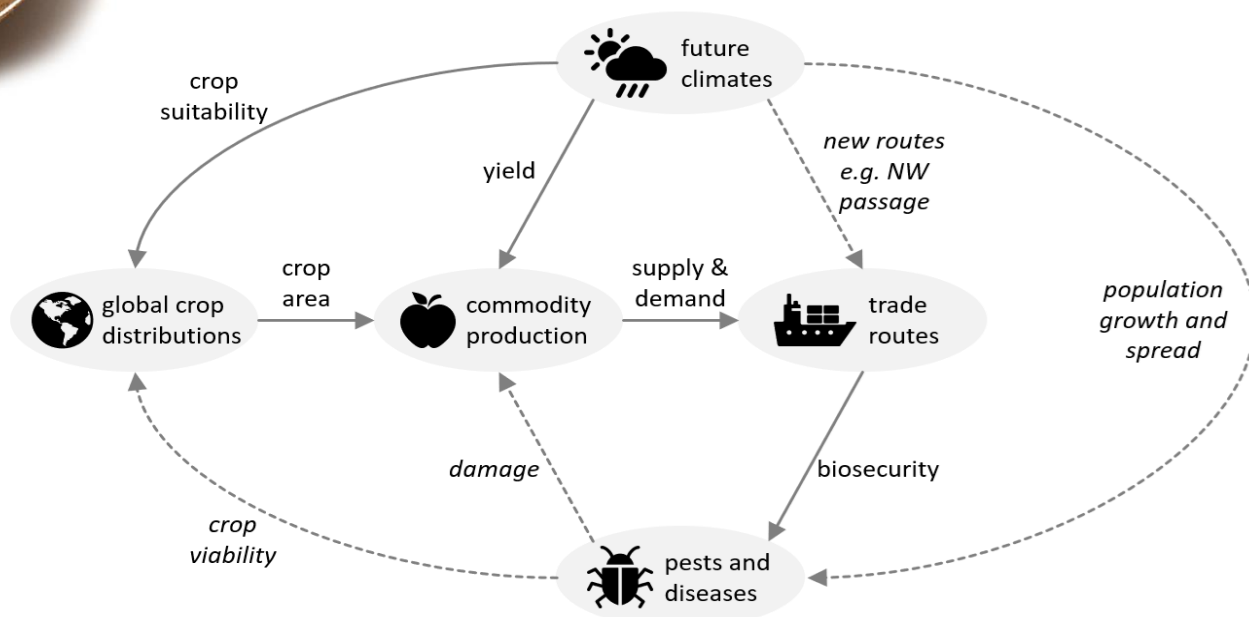 future
climates
crop
suitability
yield
new routes
e.g. NW
passage
global crop
distributions
crop
area
commodity
production
supply &
demand
trade
routes
population
growth and
spread
damage
biosecurity
crop
viability
pests and
diseases